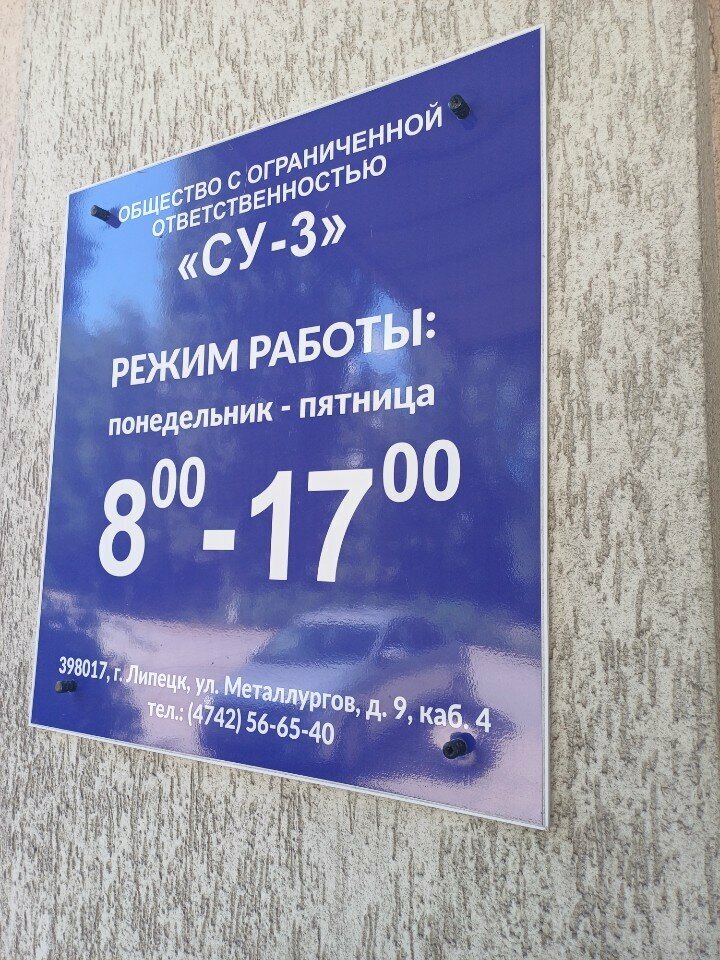 ОБЩЕСТВО С ОГРАНИЧЕННОЙ
ОТВЕТСТВЕННОСТЬЮ
«СУ-3»
РЕЖИМ РАБОТЫ:
понедельник - пятница
8⁰⁰-17⁰⁰
398017, г. Липецк, ул. Металлургов, д. 9, каб. 4
тел.: (4742) 56-65-40